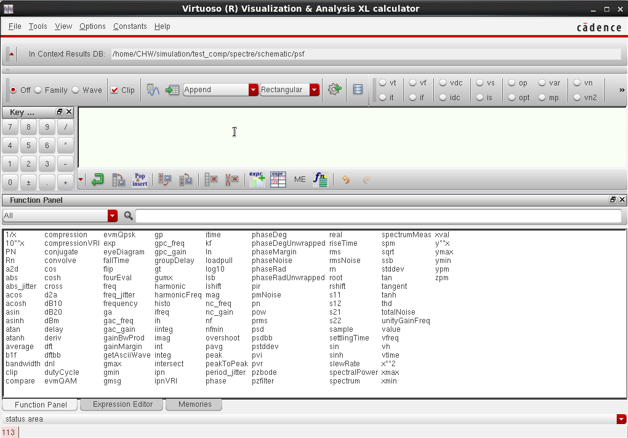 Virtuoso (R) Visualization & Analysis XL calculator
File Tools View Options Constants Help
cādence
In Context Results DB: /home/CHW/simulation/test_comp/spectre/schematic/psf
Off Family Wave Clip Append Rectangular vt vf vdc vs op var vn
it if idc is opt mp vn2 »
Key ...
7 8 9 /
4 5 6 *
1 2 3 -
0 ± . +
Pop insert expr expr ME fx
Function Panel
All
1/x compression evmQpsk gp itime phaseDeg real spectrumMeas xval
10**x compressionVRI exp gpc_freq kf phaseDegUnwrapped riseTime spm y**x
PN conjugate eyeDiagram gpc_gain ln phaseMargin rms sqrt ymax
Rn convolve fallTime groupDelay loadpull phaseNoise rmsNoise ssb ymin
a2d cos flip gt log10 phaseRad rn stddev ypm
abs cosh fourEval gumx lsb phaseRadUnwrapped root tan zpm
abs_jitter cross freq harmonic lshift pir rshift tangent
acos d2a freq_jitter harmonicFreq mag pmNoise s11 tanh
acosh dB10 frequency histo nc_freq pn s12 thd
asin dB20 ga ifreq nc_gain pow s21 totalNoise
asinh dBm gac_freq ih nf prms s22 unityGainFreq
atan delay gac_gain iinteg nfmin psd sample value
atanh deriv gainBwProd imag overshoot psdbb settlingTime vfreq
average dft gainMargin int pavg pstddev sin vh
b1f dftbb getAsciiWave integ peak pvi sinh vtime
bandwidth dnl gmax intersect peakToPeak pvr slewRate x**2
clip dutyCycle gmin ipn period_jitter pzbode spectralPower xmax
compare evmQAM gmsg ipnVRI phase pzfilter spectrum xmin
Function Panel Expression Editor Memories
status area
113